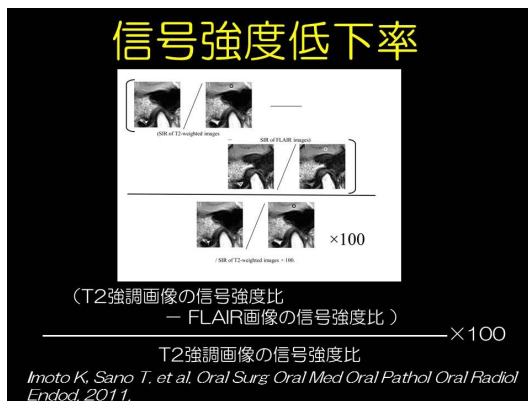 信号強度低下率
(SIR of T2-weighted images
－
SIR of FLAIR images)
×100
/ SIR of T2-weighted images × 100.
（T2強調画像の信号強度比
－ FLAIR画像の信号強度比 ）
×100
T2強調画像の信号強度比
Imoto K, Sano T, et al. Oral Surg Oral Med Oral Pathol Oral Radiol
Endod, 2011.